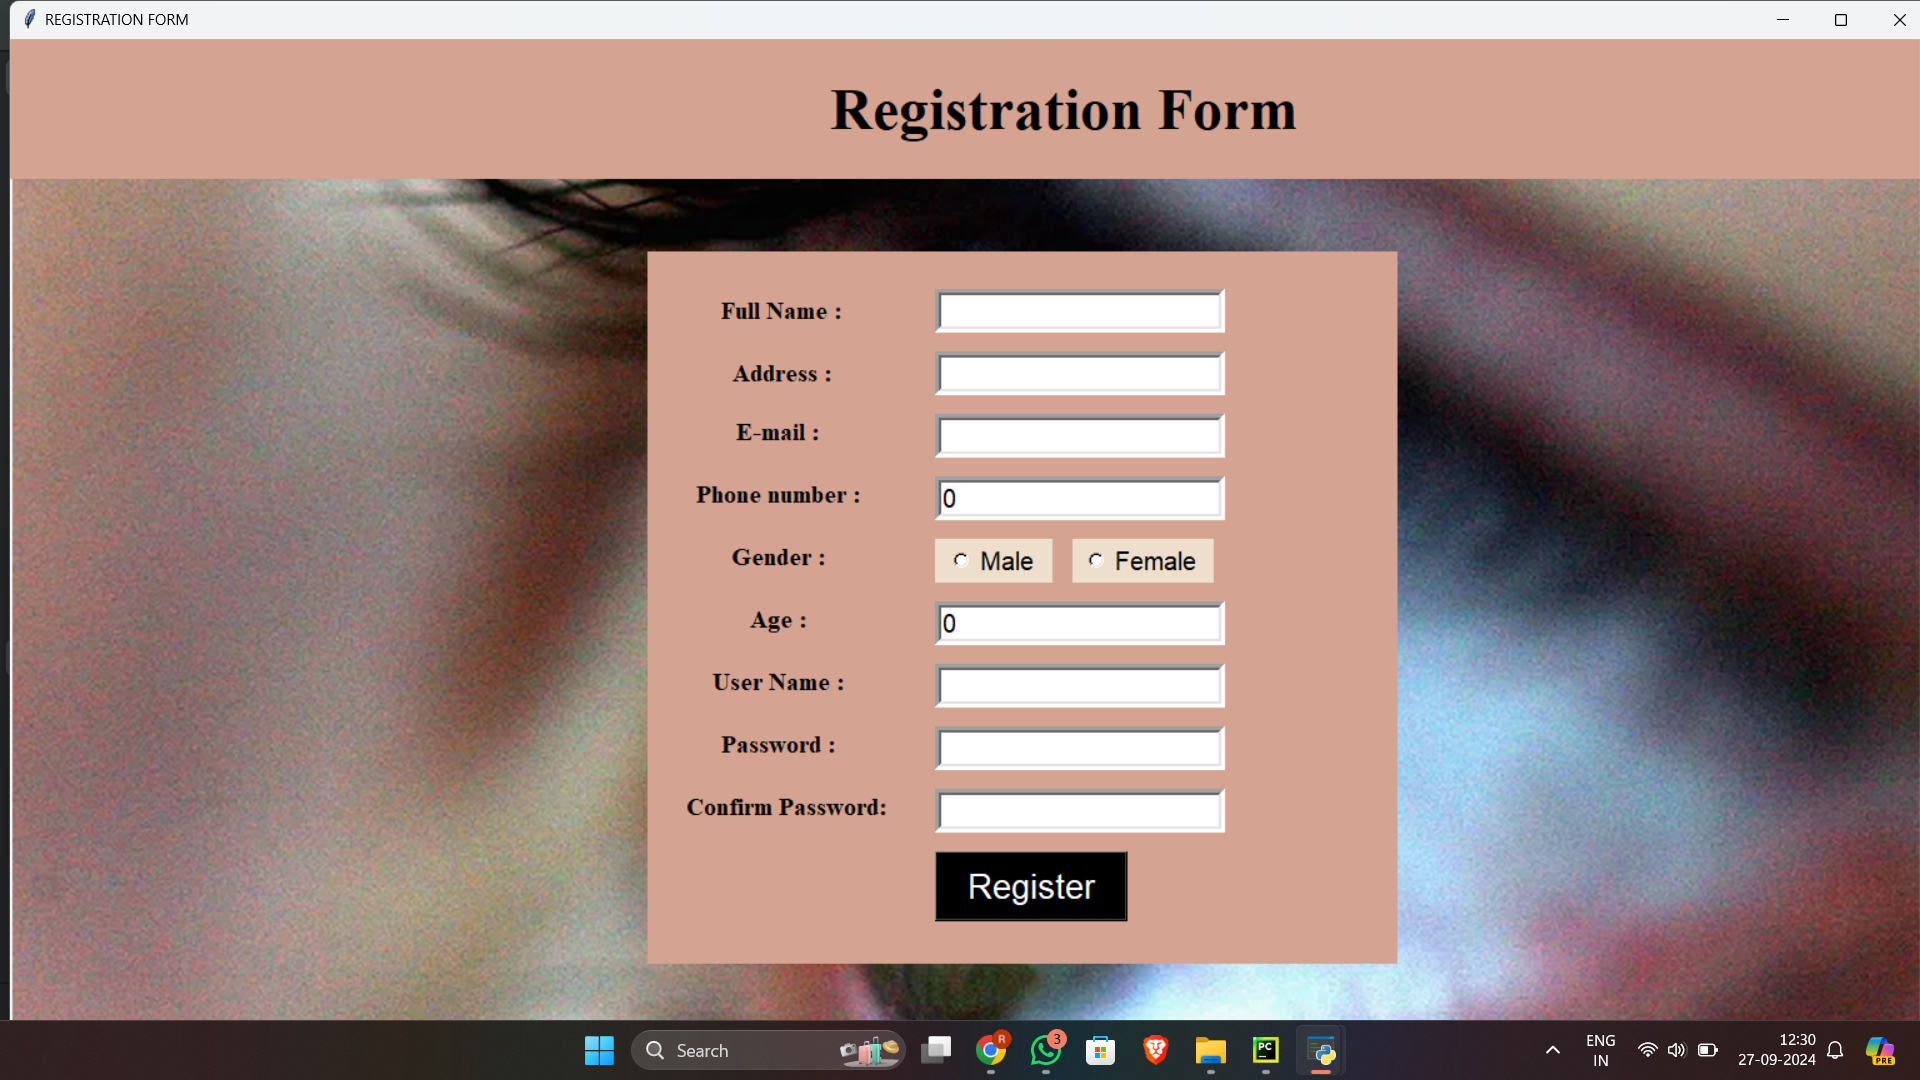 REGISTRATION FORM
Registration Form
Full Name :
Address :
E-mail :
Phone number : 0
Gender : Male Female
Age : 0
User Name :
Password :
Confirm Password:
Register
Search
R
3
PC
ENG
IN
12:30
27-09-2024
PRE